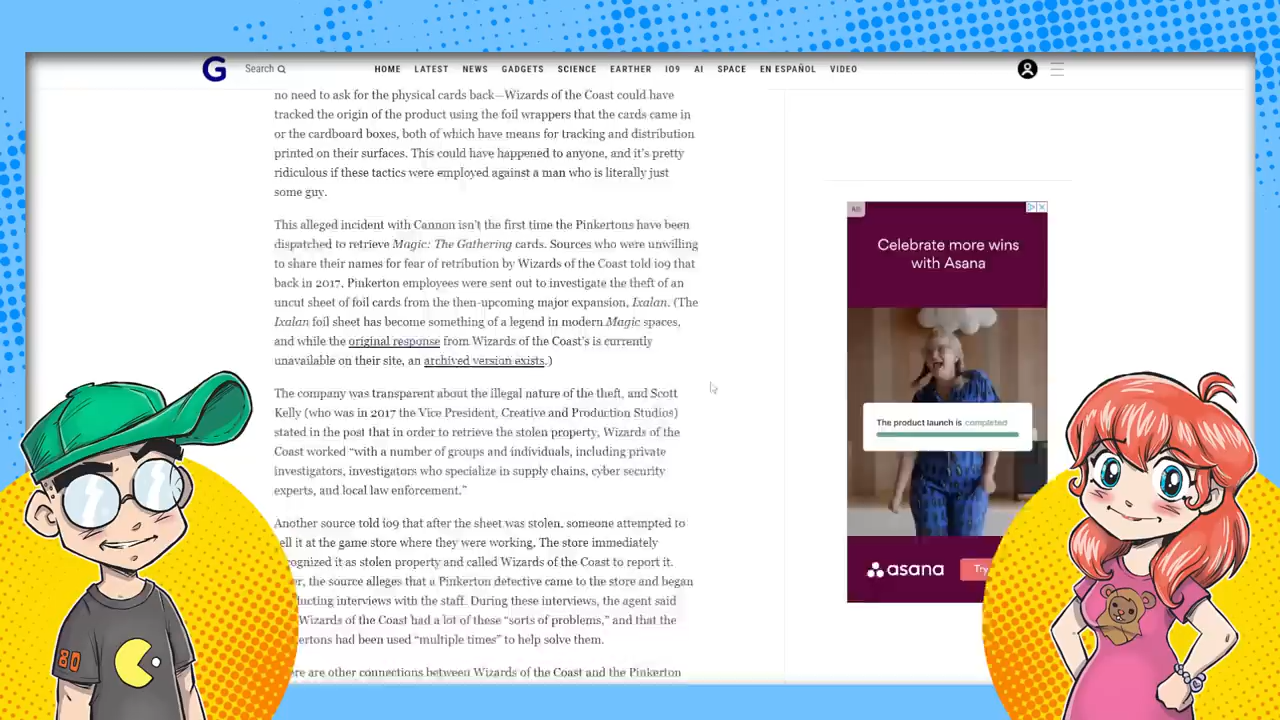 G
Search
HOME LATEST NEWS GADGETS SCIENCE EARTHER IO9 AI SPACE EN ESPAÑOL VIDEO
no need to ask for the physical cards back—Wizards of the Coast could have
tracked the origin of the product using the foil wrappers that the cards came in
or the cardboard boxes, both of which have means for tracking and distribution
printed on their surfaces. This could have happened to anyone, and it's pretty
ridiculous if these tactics were employed against a man who is literally just
some guy.
This alleged incident with Cannon isn't the first time the Pinkertons have been
dispatched to retrieve Magic: The Gathering cards. Sources who were unwilling
to share their names for fear of retribution by Wizards of the Coast told io9 that
back in 2017, Pinkerton employees were sent out to investigate the theft of an
uncut sheet of foil cards from the then-upcoming major expansion, Ixalan. (The
Ixalan foil sheet has become something of a legend in modern Magic spaces,
and while the original response from Wizards of the Coast's is currently
unavailable on their site, an archived version exists.)
The company was transparent about the illegal nature of the theft, and Scott
Kelly (who was in 2017 the Vice President, Creative and Production Studios)
stated in the post that in order to retrieve the stolen property, Wizards of the
Coast worked "with a number of groups and individuals, including private
investigators, investigators who specialize in supply chains, cyber security
experts, and local law enforcement."
Another source told io9 that after the sheet was stolen, someone attempted to
ell it at the game store where they were working. The store immediately
ognized it as stolen property and called Wizards of the Coast to report it.
er, the source alleges that a Pinkerton detective came to the store and began
ducting interviews with the staff. During these interviews, the agent said
Wizards of the Coast had a lot of these "sorts of problems," and that the
ertons had been used "multiple times" to help solve them.
re are other connections between Wizards of the Coast and the Pinkerton
AD
Celebrate more wins
with Asana
The product launch is completed
asana
Try
80